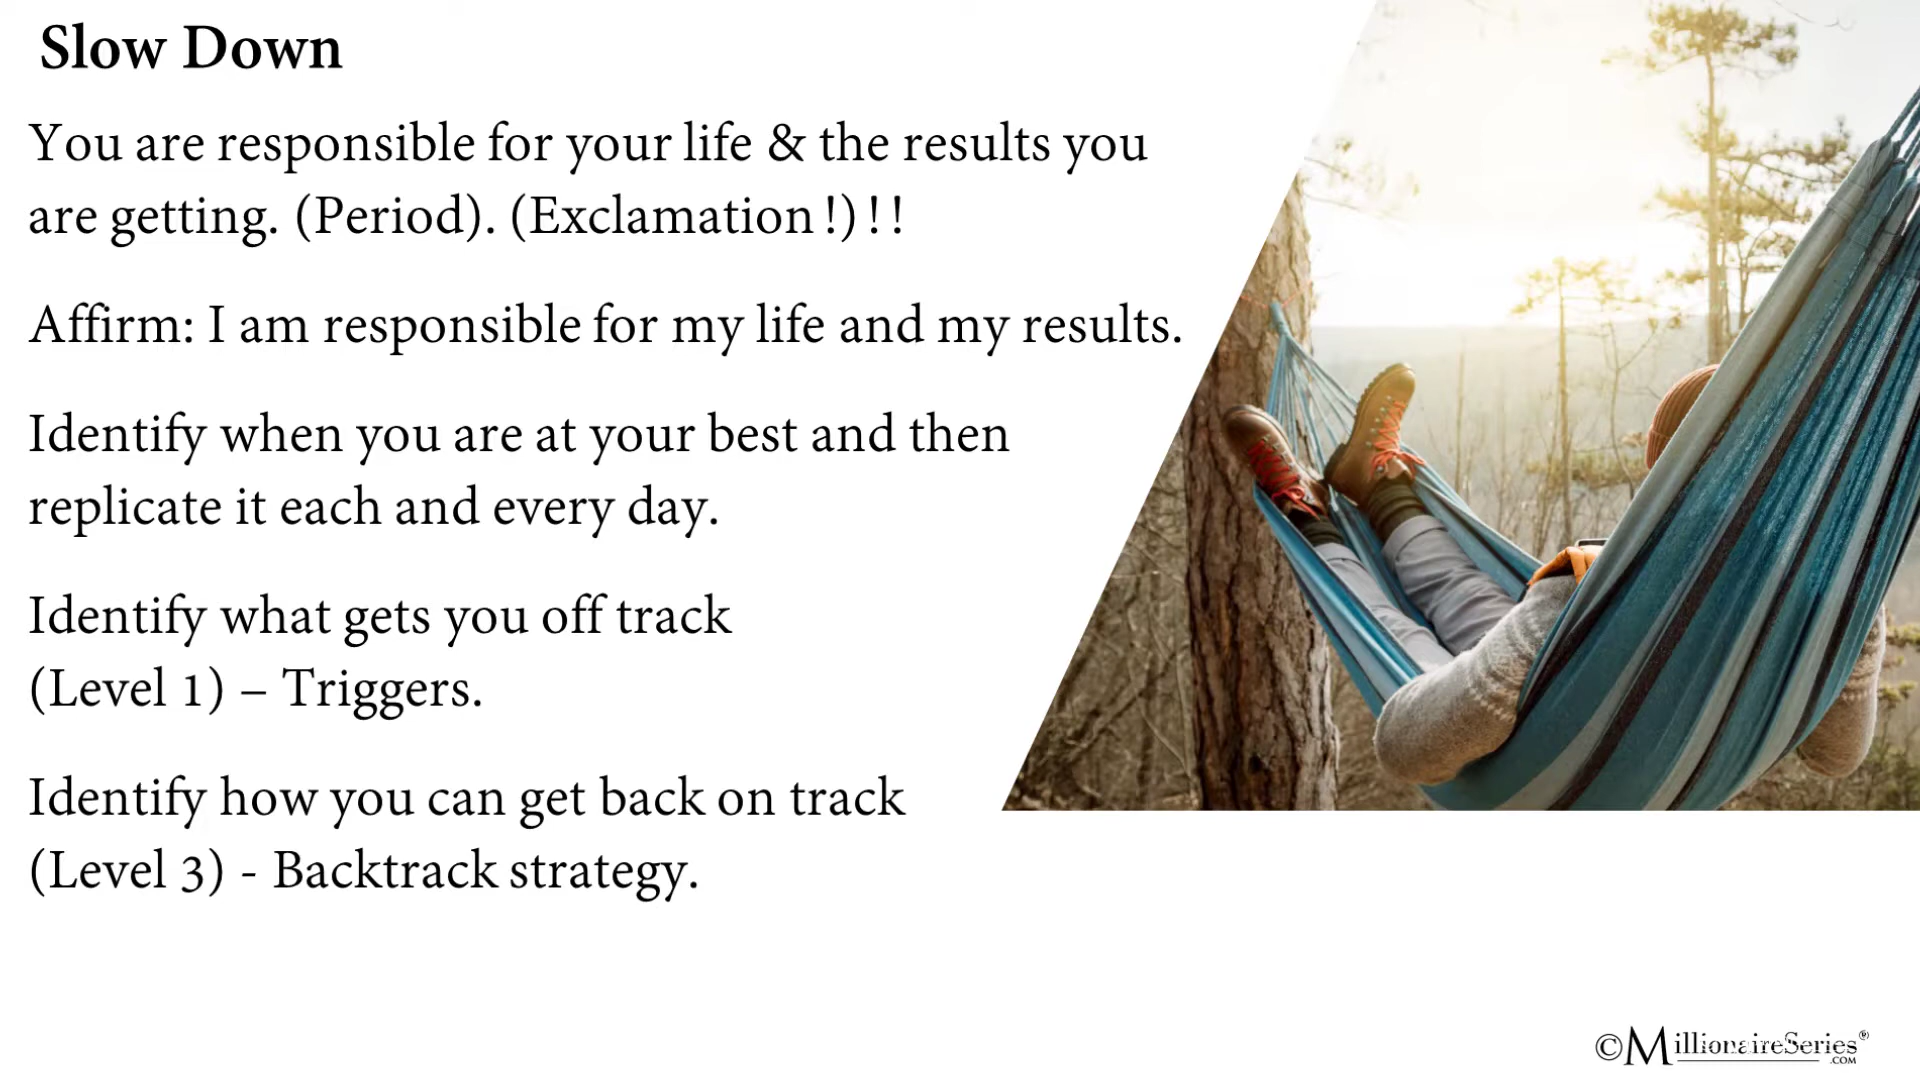 Slow Down
You are responsible for your life & the results you
are getting. (Period). (Exclamation !) ! !
Affirm: I am responsible for my life and my results.
Identify when you are at your best and then
replicate it each and every day.
Identify what gets you off track
(Level 1) – Triggers.
Identify how you can get back on track
(Level 3) - Backtrack strategy.
©MillionaireSeries®
.COM